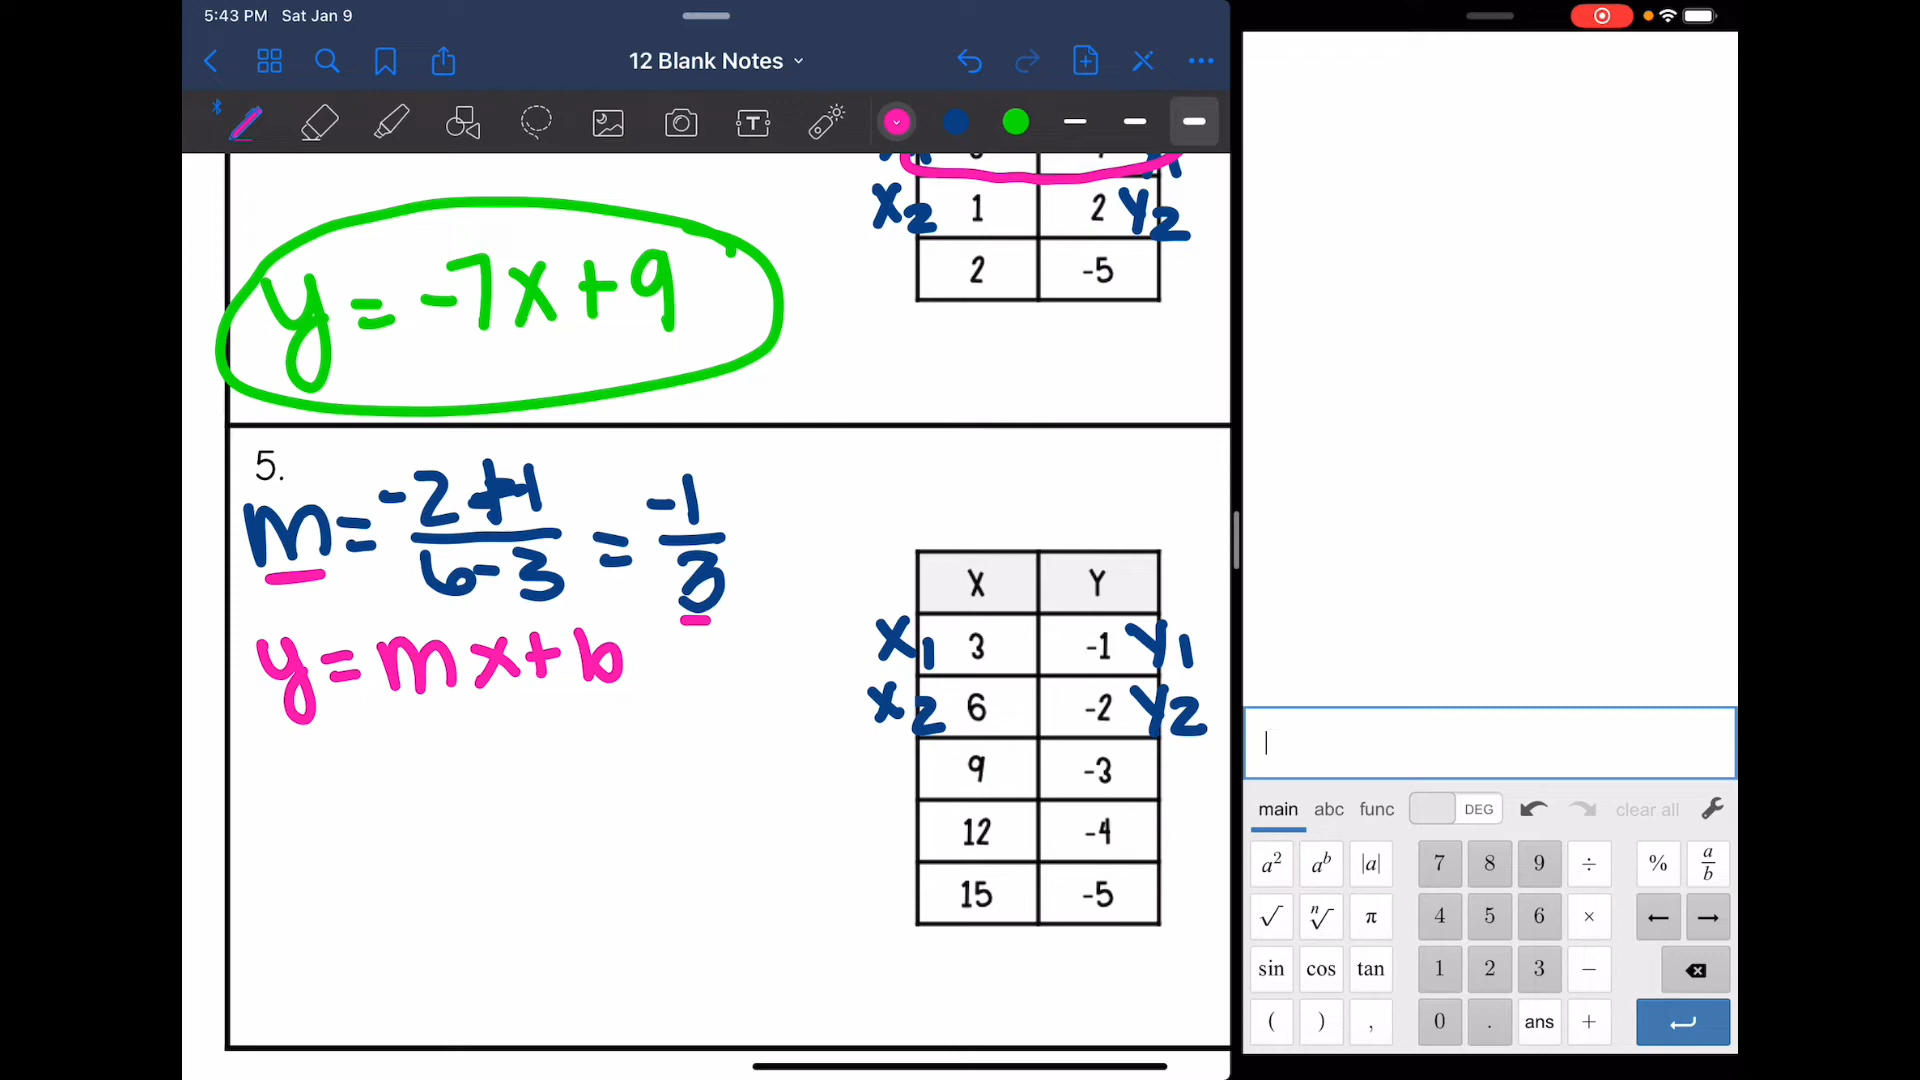 5:43 PM Sat Jan 9
12 Blank Notes
X2 1 2 Y2
2 -5
y = -7x+9
5.
m = -2+1 / 6-3 = -1/3
y = mx+b
X Y
X1 3 -1 Y1
X2 6 -2 Y2
9 -3
12 -4
15 -5
main abc func DEG clear all
a² aᵇ |a| 7 8 9 ÷ % a/b
√ ⁿ√ π 4 5 6 × ← →
sin cos tan 1 2 3 −
( ) , 0 . ans +